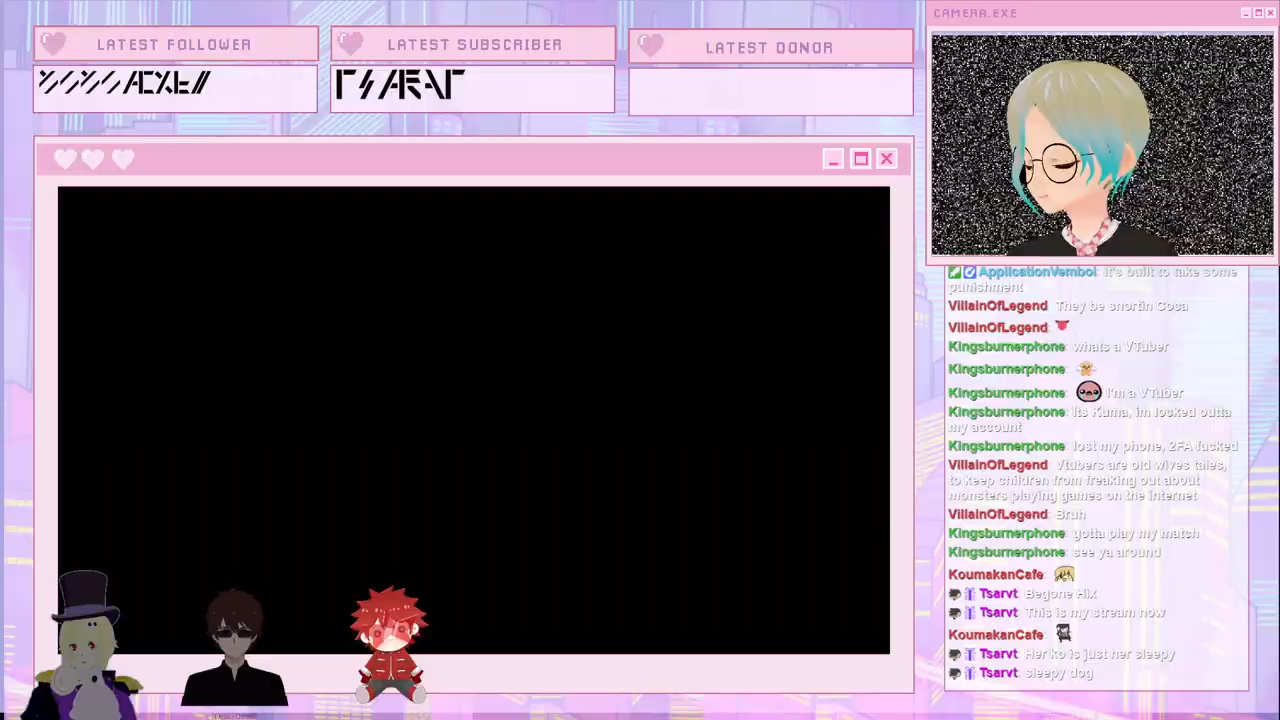 LATEST FOLLOWER
LATEST SUBSCRIBER
LATEST DONOR
CAMERA.EXE
ApplicationVembol It's built to take some
punishment
VillainOfLegend They be snortin Coca
VillainOfLegend
Kingsburnerphone whats a VTuber
Kingsburnerphone
Kingsburnerphone I'm a VTuber
Kingsburnerphone Its Kuma, im locked outta
my account
Kingsburnerphone lost my phone, 2FA fucked
VillainOfLegend Vtubers are old wives tales,
to keep children from freaking out about
monsters playing games on the internet
VillainOfLegend Bruh
Kingsburnerphone gotta play my match
Kingsburnerphone see ya around
KoumakanCafe
Tsarvt Begone Hix
Tsarvt This is my stream now
KoumakanCafe
Tsarvt Her ko is just her sleepy
Tsarvt sleepy dog